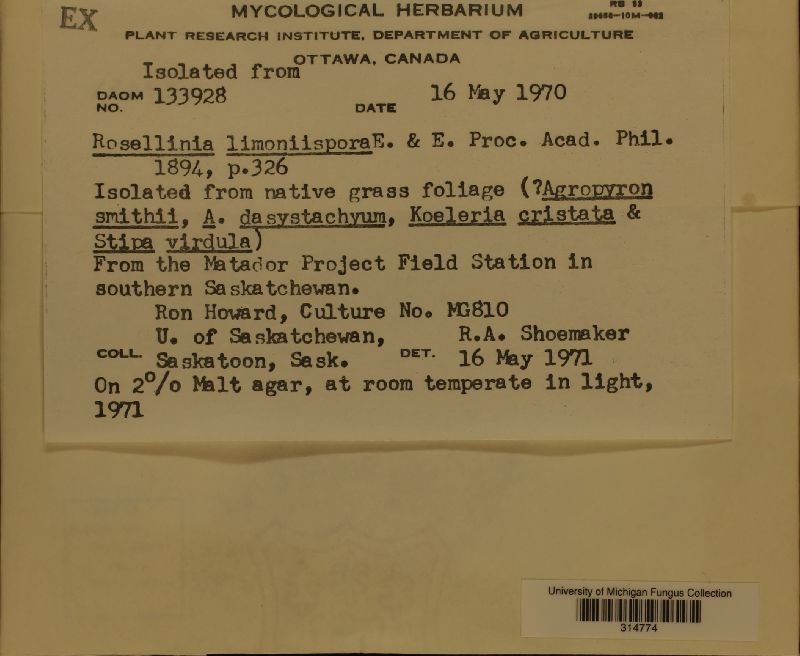 EX
MYCOLOGICAL HERBARIUM
PLANT RESEARCH INSTITUTE, DEPARTMENT OF AGRICULTURE
OTTAWA, CANADA
Isolated from
DAOM NO. 133928 DATE 16 May 1970
Rosellinia limoniispora E. & E. Proc. Acad. Phil.
1894, p.326
Isolated from native grass foliage (?Agropyron
smithii, A. dasystachyum, Koeleria cristata &
Stipa virdula)
From the Matador Project Field Station in
southern Saskatchewan.
Ron Howard, Culture No. MG810
U. of Saskatchewan, R.A. Shoemaker
COLL. Saskatoon, Sask. DET. 16 May 1971
On 2% Malt agar, at room temperate in light,
1971
University of Michigan Fungus Collection
314774